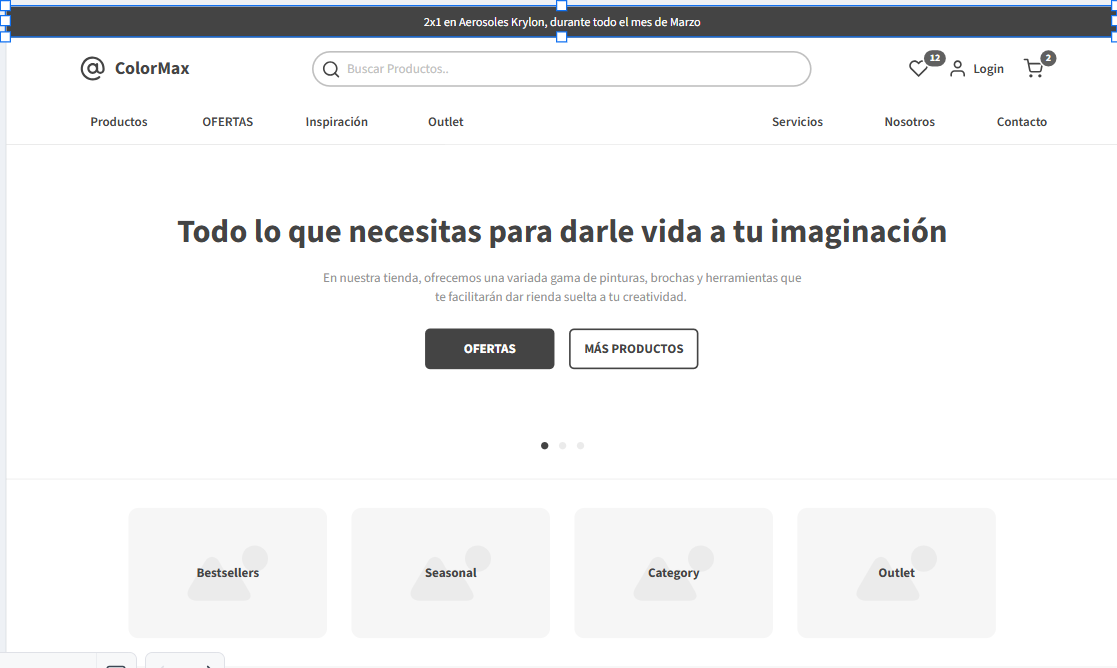 2x1 en Aerosoles Krylon, durante todo el mes de Marzo
ColorMax
Buscar Productos..
12
Login
2
Productos
OFERTAS
Inspiración
Outlet
Servicios
Nosotros
Contacto
Todo lo que necesitas para darle vida a tu imaginación
En nuestra tienda, ofrecemos una variada gama de pinturas, brochas y herramientas que
te facilitarán dar rienda suelta a tu creatividad.
OFERTAS
MÁS PRODUCTOS
Bestsellers
Seasonal
Category
Outlet